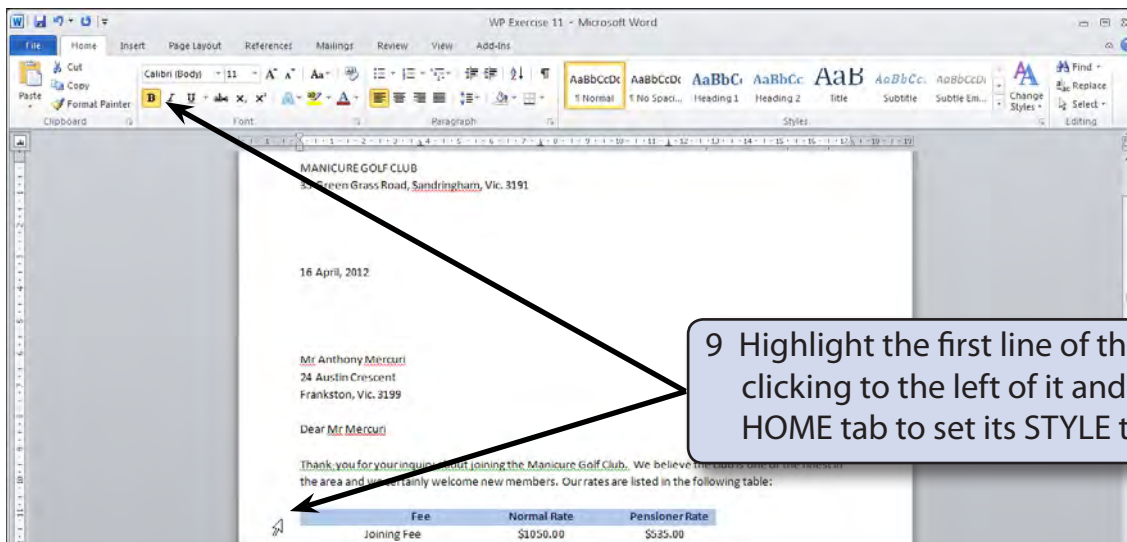 WP Exercise 11 - Microsoft Word
File Home Insert Page Layout References Mailings Review View Add-Ins
Cut
Copy
Format Painter
Paste
Clipboard
Calibri (Body) 11
Font
Paragraph
AaBbCcDc AaBbCcDc AaBbC AaBbCc AaB AaBbCc. AaBbCcDc
¶ Normal ¶ No Spaci... Heading 1 Heading 2 Title Subtitle Subtle Em...
Change Styles
Styles
Find
Replace
Select
Editing
MANICURE GOLF CLUB
Green Grass Road, Sandringham, Vic. 3191
16 April, 2012
Mr Anthony Mercuri
24 Austin Crescent
Frankston, Vic. 3199
Dear Mr Mercuri
Thank-you for your inquiry about joining the Manicure Golf Club. We believe the club is one of the finest in
the area and we certainly welcome new members. Our rates are listed in the following table:
Fee Normal Rate Pensioner Rate
Joining Fee $1050.00 $535.00
9 Highlight the first line of th
clicking to the left of it and
HOME tab to set its STYLE t